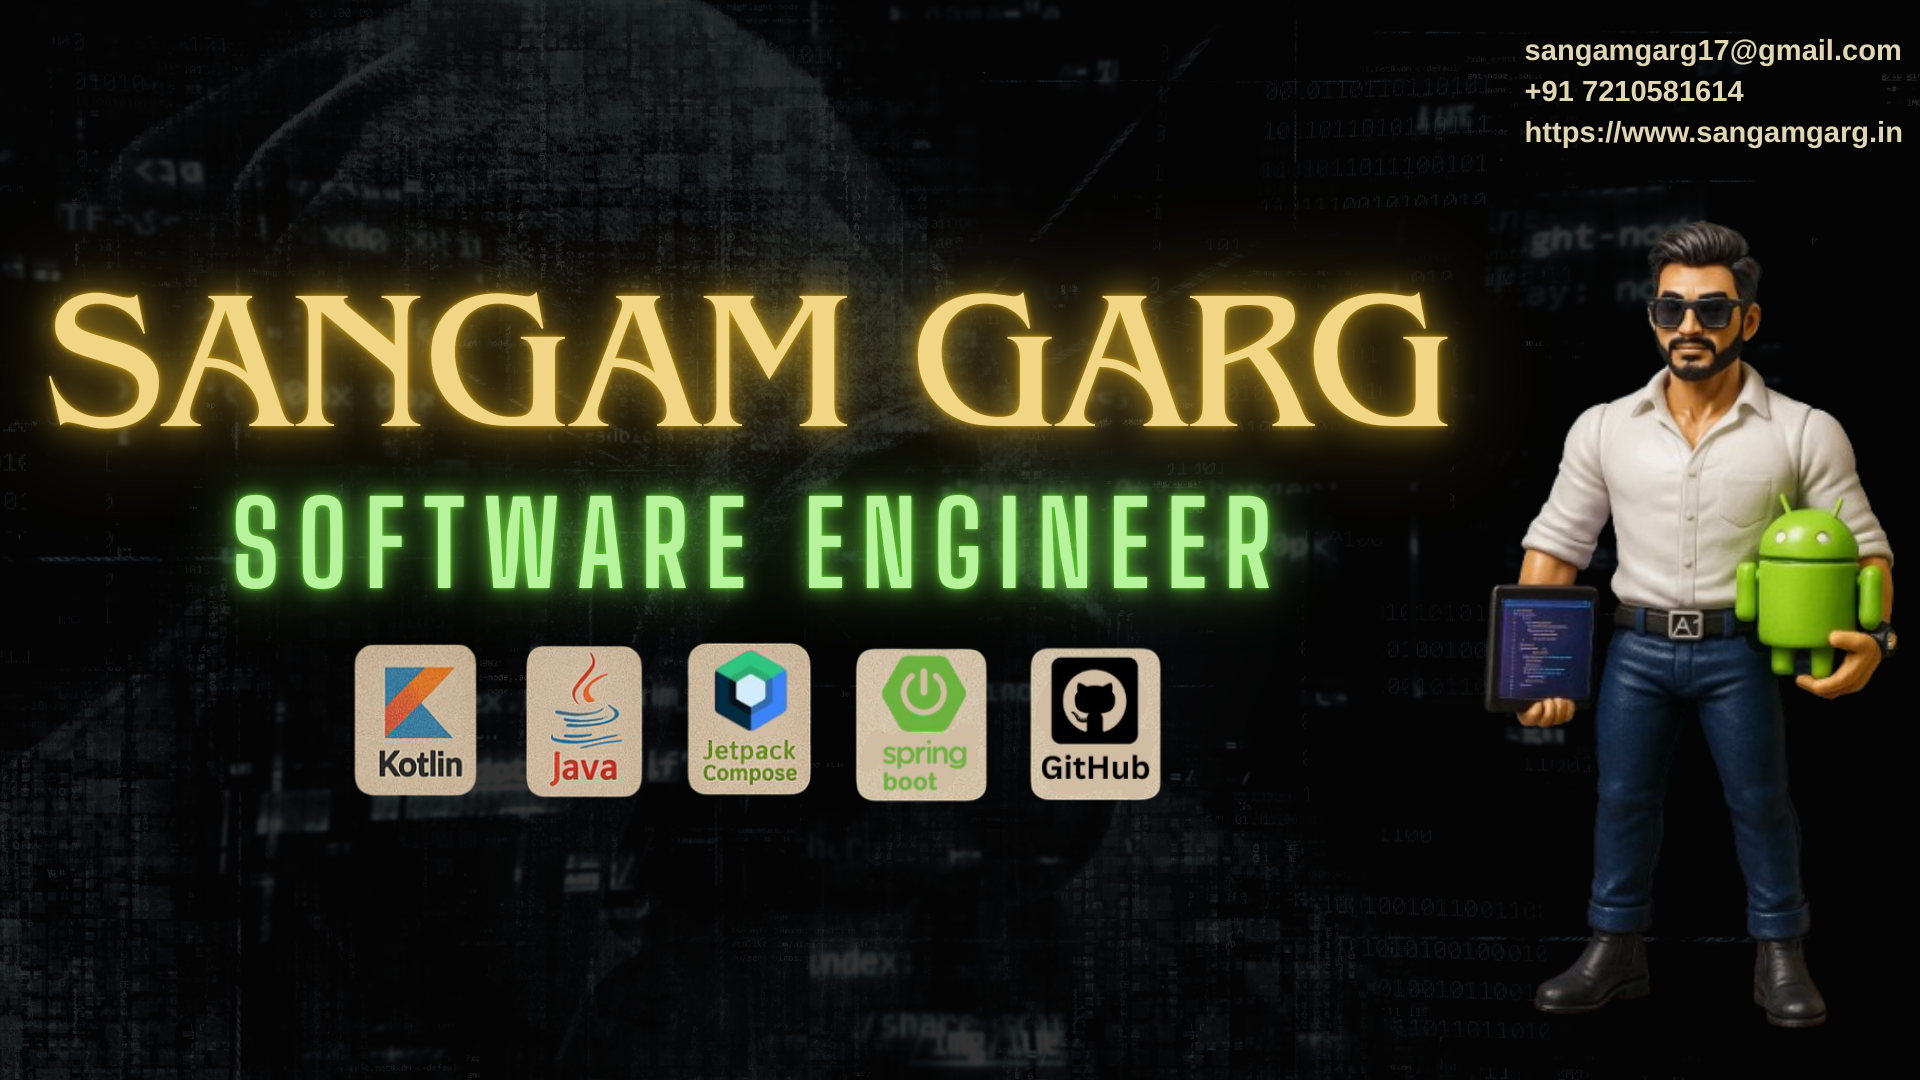 sangamgarg17@gmail.com
+91 7210581614
https://www.sangamgarg.in
SANGAM GARG
SOFTWARE ENGINEER
Kotlin
Java
Jetpack
Compose
spring
boot
GitHub